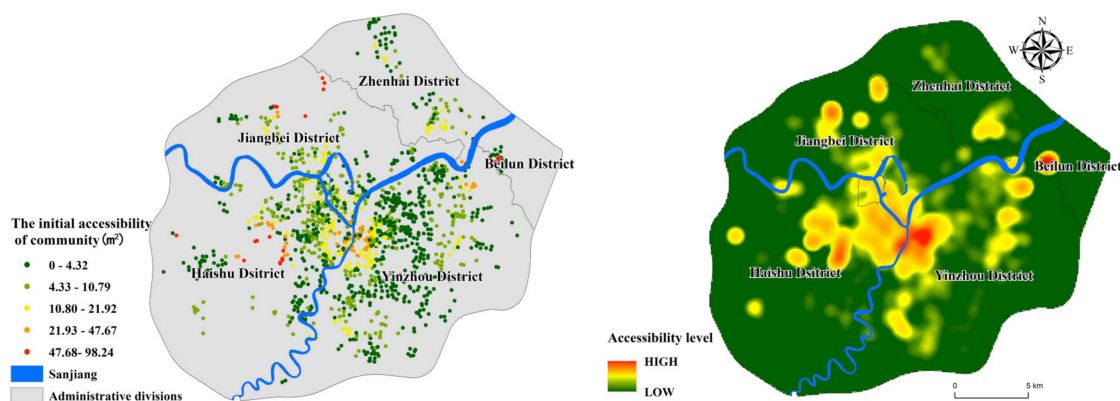 Zhenhai District
Jiangbei District
Beilun District
Haishu Dsitrict
Yinzhou District
The initial accessibility
of community (m²)
0 - 4.32
4.33 - 10.79
10.80 - 21.92
21.93 - 47.67
47.68- 98.24
Sanjiang
Administrative divisions
N
W
E
S
Zhenhai District
Jiangbei District
Beilun District
Haishu Dsitrict
Yinzhou District
Accessibility level
HIGH
LOW
0
5 km